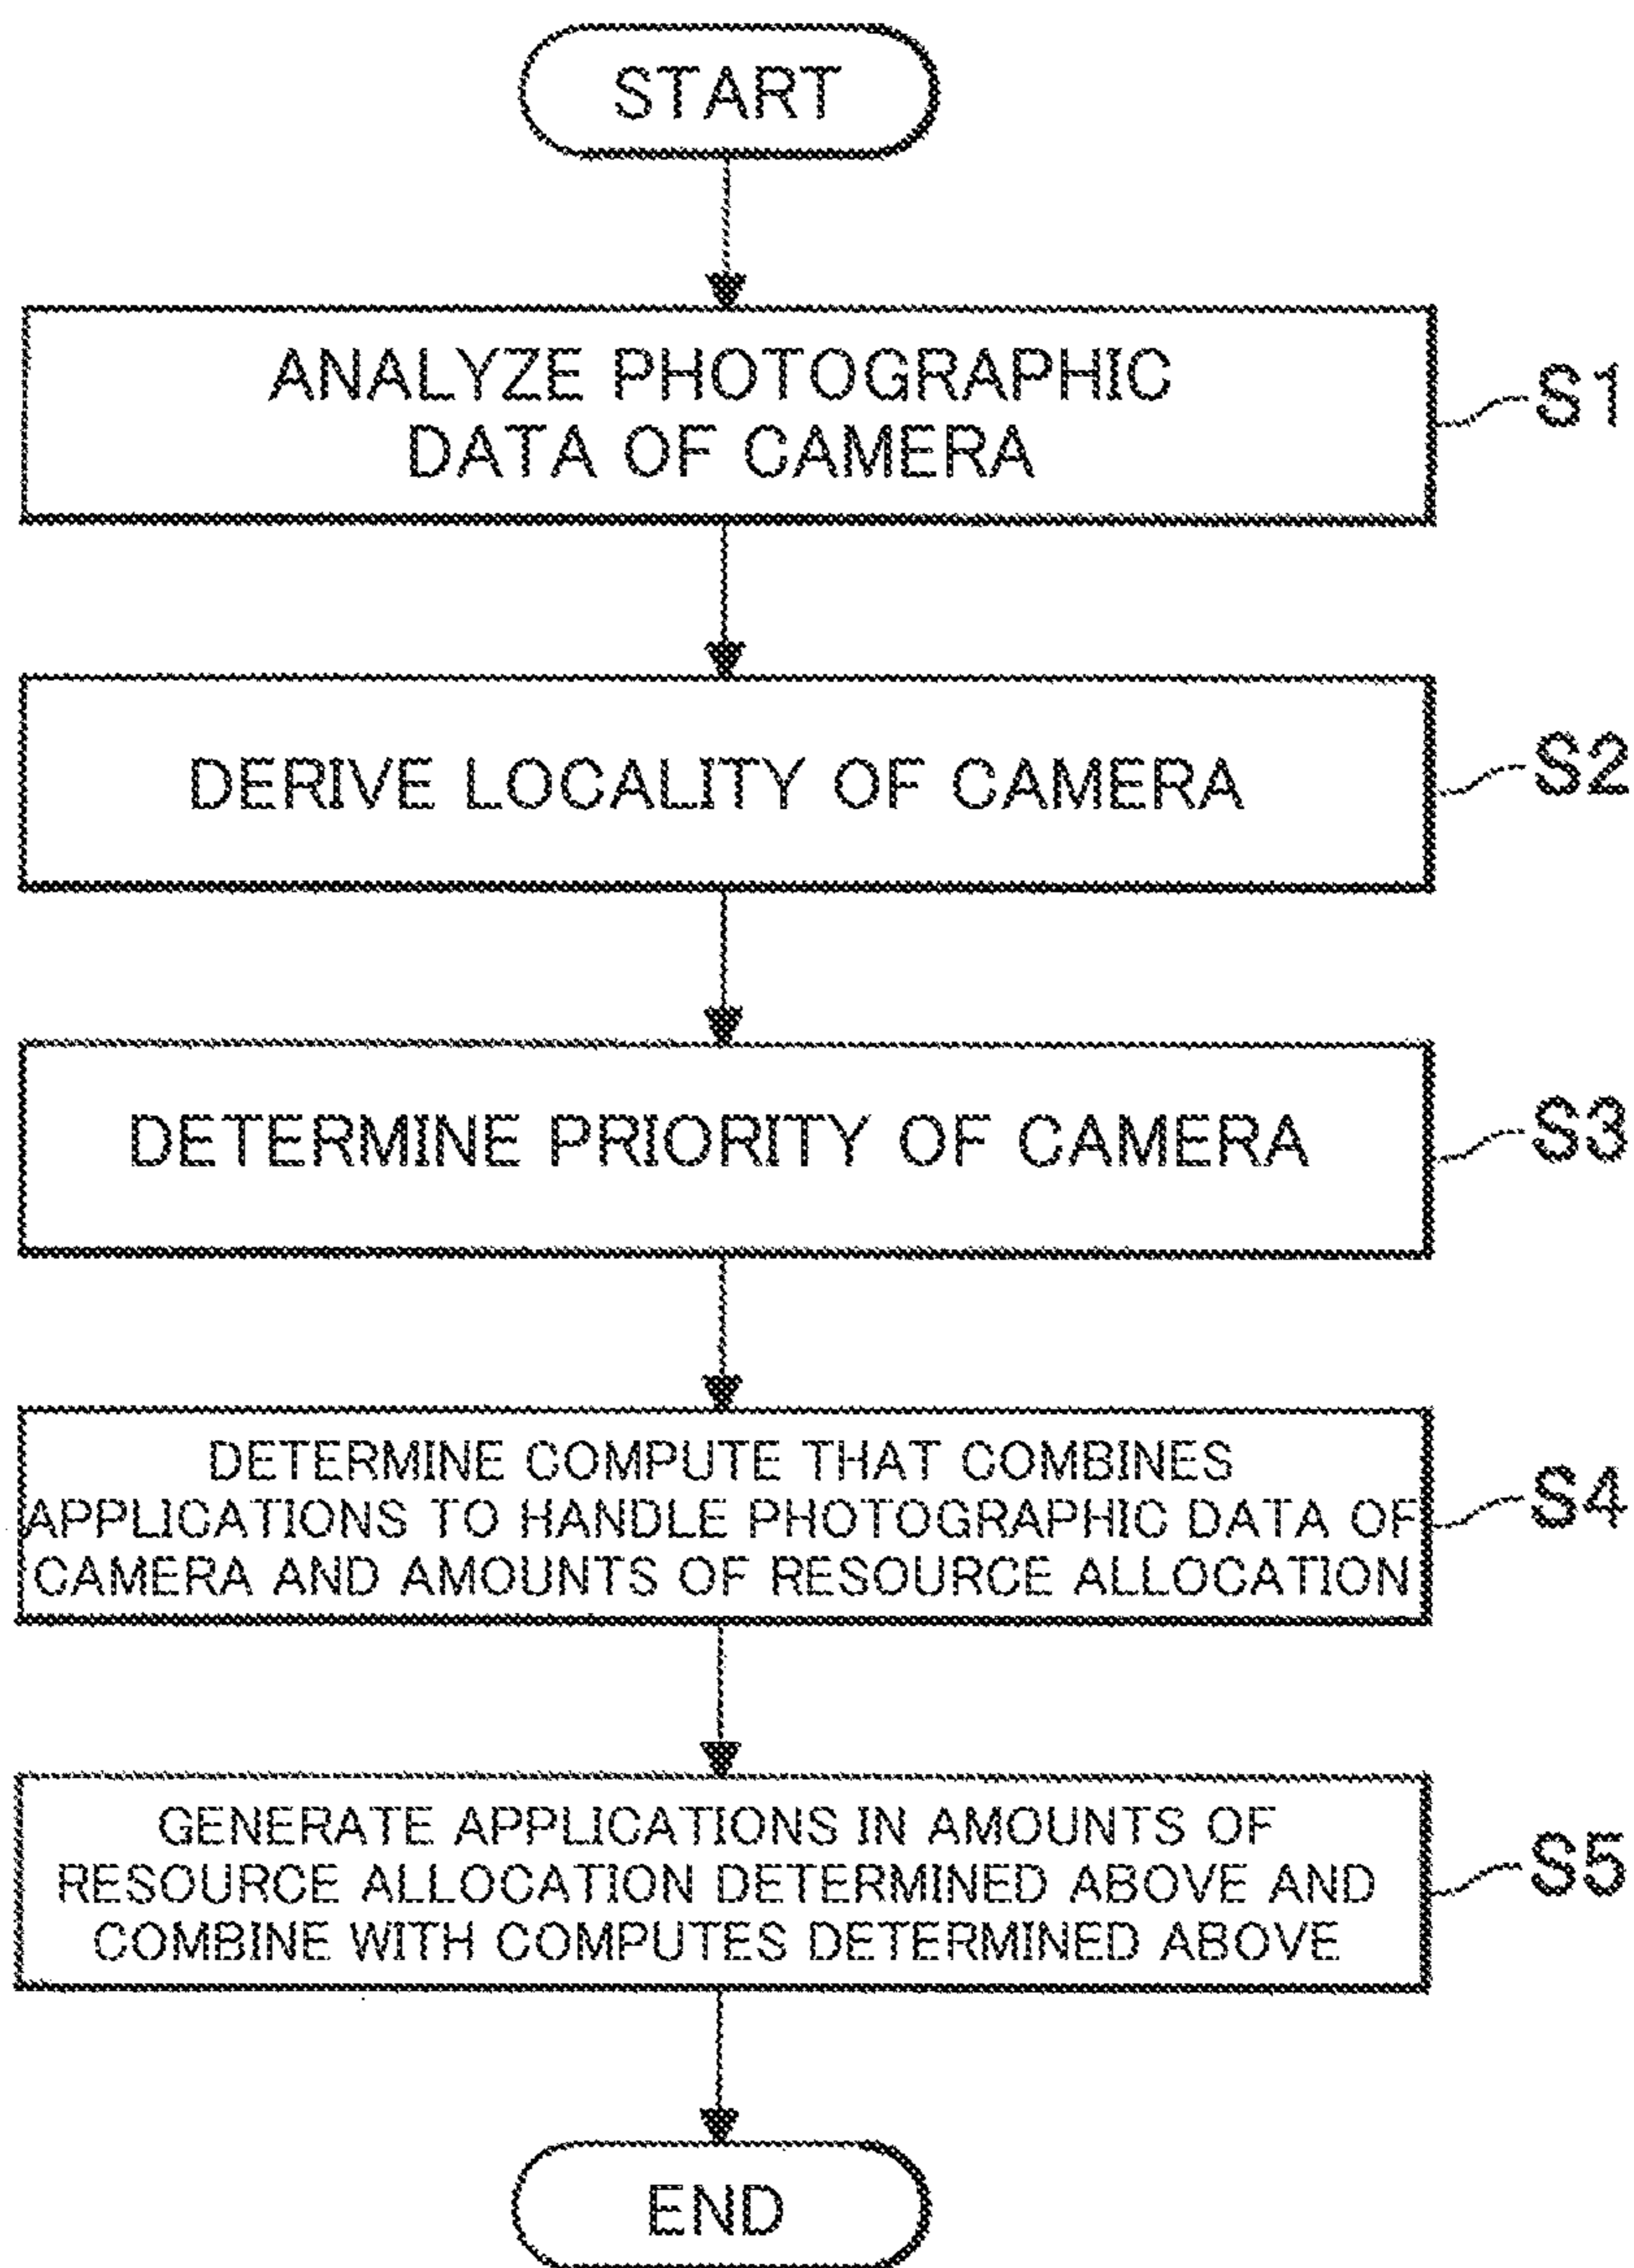 START
ANALYZE PHOTOGRAPHIC
DATA OF CAMERA
S1
DERIVE LOCALITY OF CAMERA
S2
DETERMINE PRIORITY OF CAMERA
S3
DETERMINE COMPUTE THAT COMBINES
APPLICATIONS TO HANDLE PHOTOGRAPHIC DATA OF
CAMERA AND AMOUNTS OF RESOURCE ALLOCATION
S4
GENERATE APPLICATIONS IN AMOUNTS OF
RESOURCE ALLOCATION DETERMINED ABOVE AND
COMBINE WITH COMPUTES DETERMINED ABOVE
S5
END